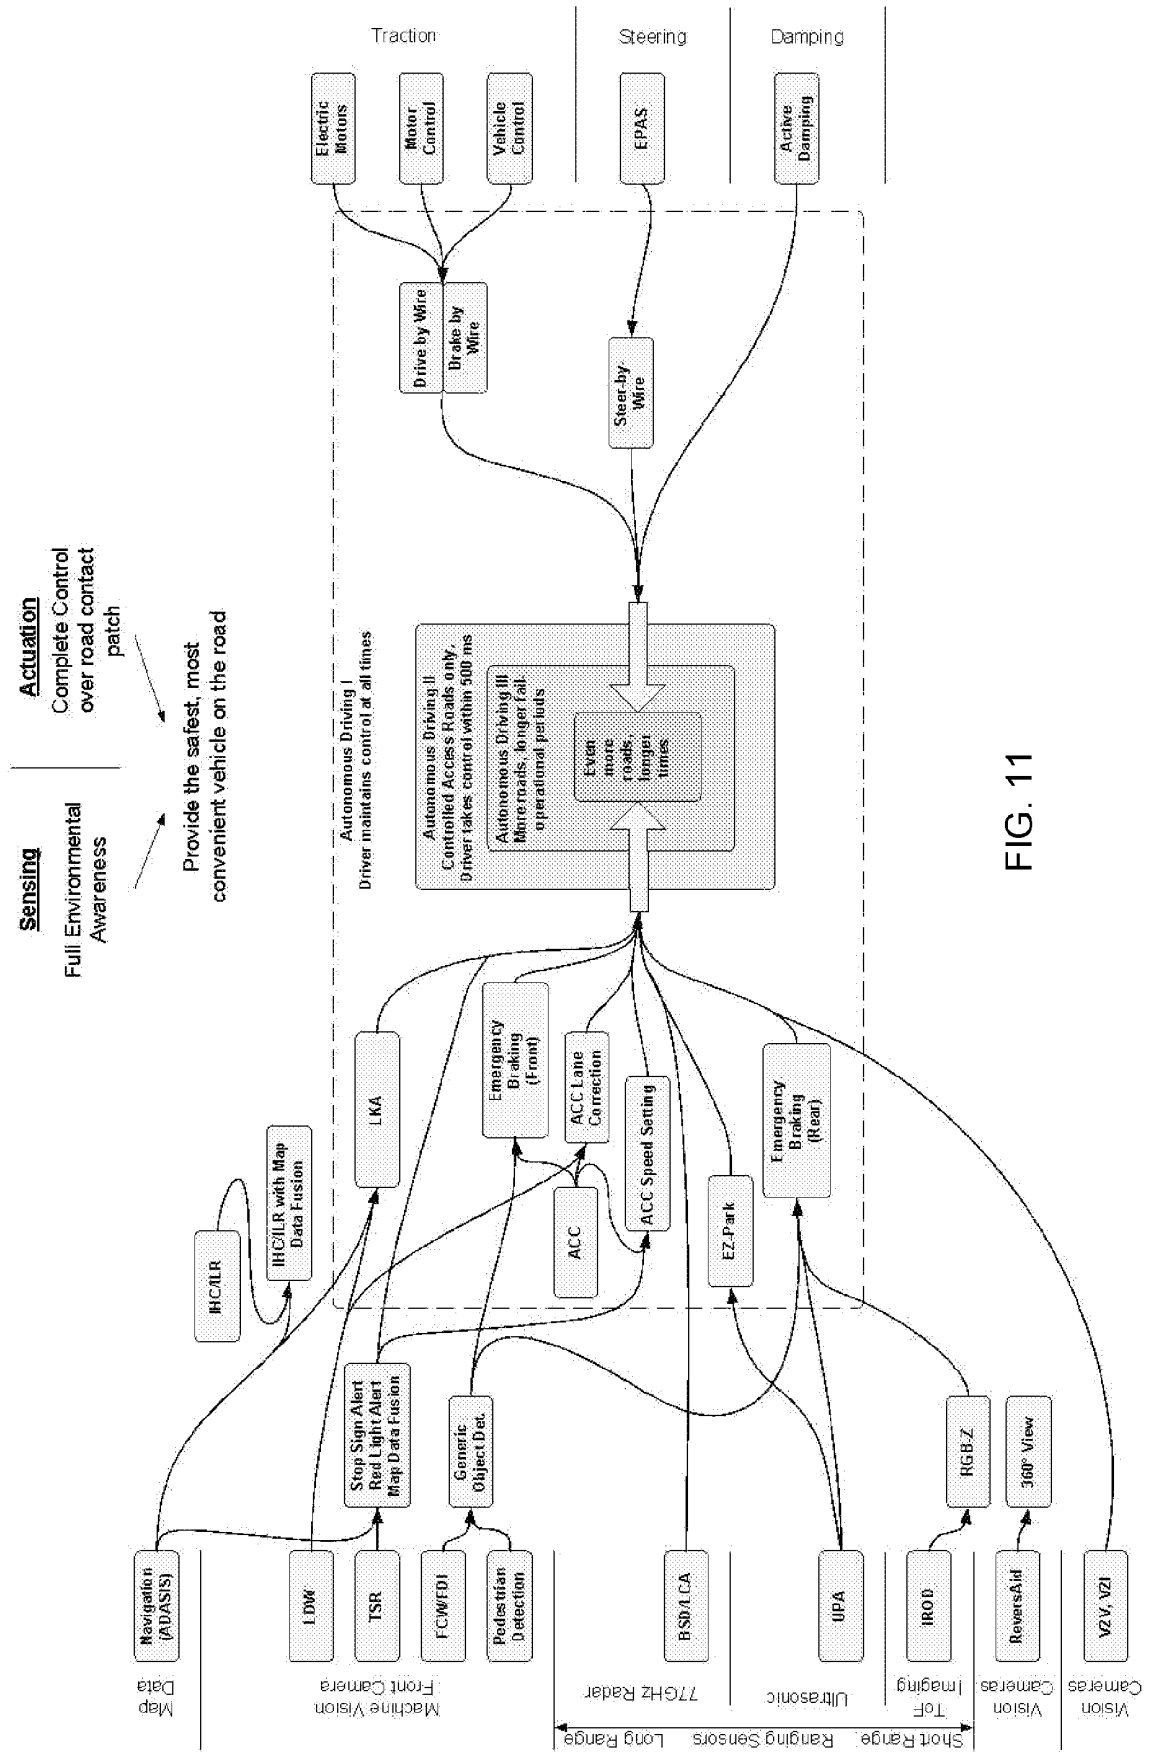 Sensing
Full Environmental
Awareness
Actuation
Complete Control
over road contact
patch
Provide the safest, most
convenient vehicle on the road
Map
Data
Navigation
(ADASIS)
IHC/ILR
IHC/ILR with Map
Data Fusion
Machine Vision
Front Camera
LDW
TSR
FCW/FDI
Pedestrian
Detection
Stop Sign Alert
Red Light Alert
Map Data Fusion
Generic
Object Det.
LKA
Emergency
Braking
(Front)
ACC
ACC Lane
Correction
ACC Speed Setting
Short Range
Ranging Sensors
Long Range
77GHz Radar
BSD/LCA
EZ-Park
Ultrasonic
UPA
Emergency
Braking
(Rear)
ToF
Imaging
IROD
RGB-Z
Vision
Cameras
ReversAid
360° View
Vision
Cameras
V2V, V2I
Autonomous Driving I
Driver maintains control at all times
Autonomous Driving II
Controlled Access Roads only,
Driver takes control within 500 ms
Autonomous Driving III
More roads, longer fail-
operational periods
Even
more
roads,
longer
times
Drive by Wire
Brake by
Wire
Steer-by-
Wire
Electric
Motors
Motor
Control
Vehicle
Control
EPAS
Active
Damping
Traction
Steering
Damping
FIG. 11